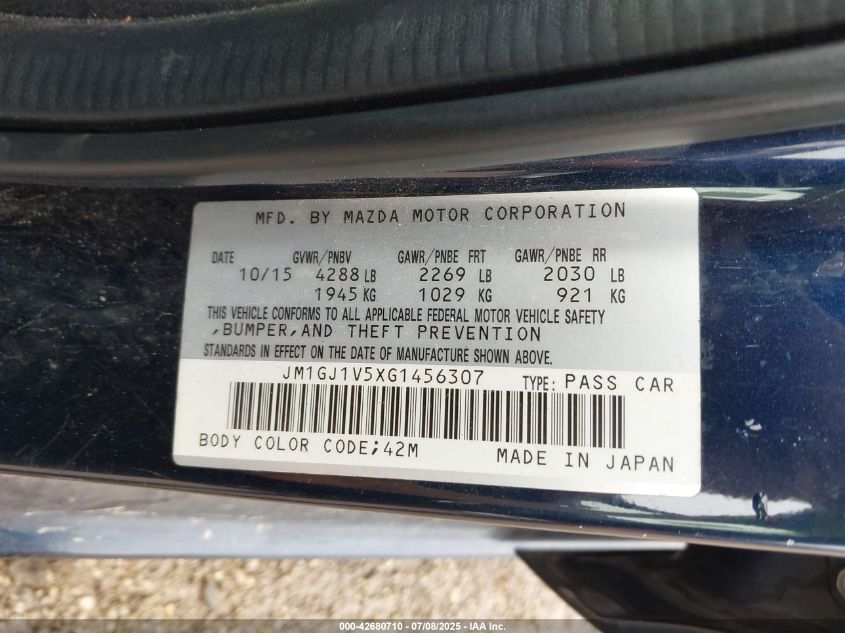 MFD. BY MAZDA MOTOR CORPORATION
DATE GVWR/PNBV GAWR/PNBE FRT GAWR/PNBE RR
10/15 4288 LB 2269 LB 2030 LB
1945 KG 1029 KG 921 KG
THIS VEHICLE CONFORMS TO ALL APPLICABLE FEDERAL MOTOR VEHICLE SAFETY
,BUMPER,AND THEFT PREVENTION
STANDARDS IN EFFECT ON THE DATE OF MANUFACTURE SHOWN ABOVE.
JM1GJ1V5XG1456307 TYPE: PASS CAR
BODY COLOR CODE;42M MADE IN JAPAN
000-42680710 - 07/08/2025 - IAA Inc.